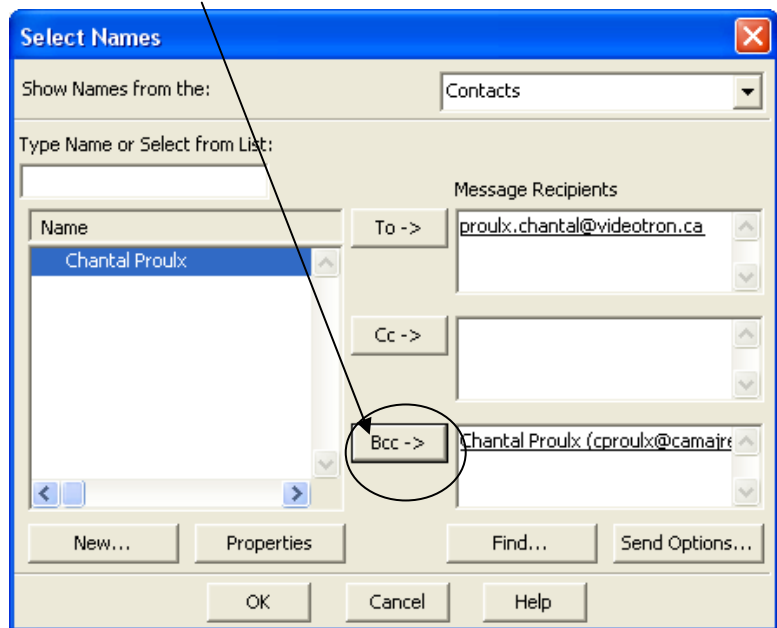 Select Names
Show Names from the:
Contacts
Type Name or Select from List:
Message Recipients
Name
Chantal Proulx
To ->
proulx.chantal@videotron.ca
Cc ->
Bcc ->
Chantal Proulx (cproulx@camajre
New...
Properties
Find...
Send Options...
OK
Cancel
Help